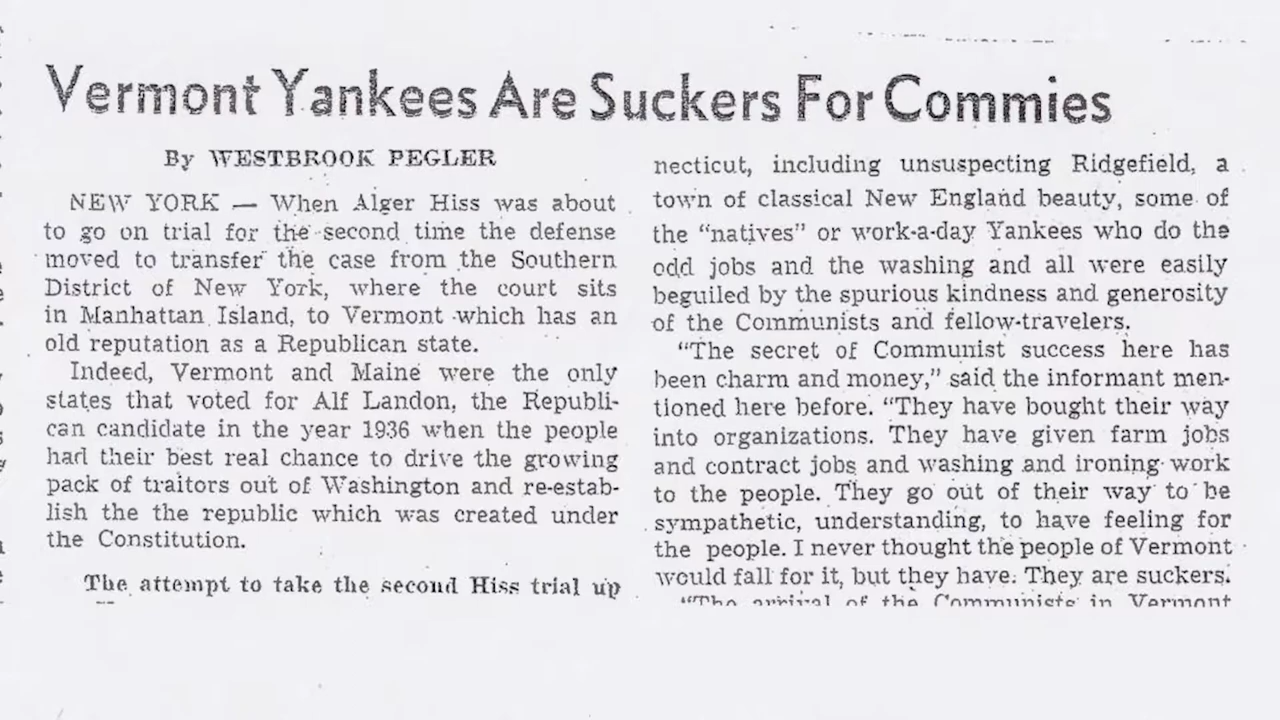 Vermont Yankees Are Suckers For Commies
By WESTBROOK PEGLER
NEW YORK — When Alger Hiss was about
to go on trial for the second time the defense
moved to transfer the case from the Southern
District of New York, where the court sits
in Manhattan Island, to Vermont which has an
old reputation as a Republican state.
Indeed, Vermont and Maine were the only
states that voted for Alf Landon, the Republi-
can candidate in the year 1936 when the people
had their best real chance to drive the growing
pack of traitors out of Washington and re-estab-
lish the the republic which was created under
the Constitution.
The attempt to take the second Hiss trial up
necticut, including unsuspecting Ridgefield, a
town of classical New England beauty, some of
the "natives" or work-a-day Yankees who do the
odd jobs and the washing and all were easily
beguiled by the spurious kindness and generosity
of the Communists and fellow-travelers.
"The secret of Communist success here has
been charm and money," said the informant men-
tioned here before. "They have bought their way
into organizations. They have given farm jobs
and contract jobs and washing and ironing work
to the people. They go out of their way to be
sympathetic, understanding, to have feeling for
the people. I never thought the people of Vermont
would fall for it, but they have. They are suckers.
"The arrival of the Communists in Vermont